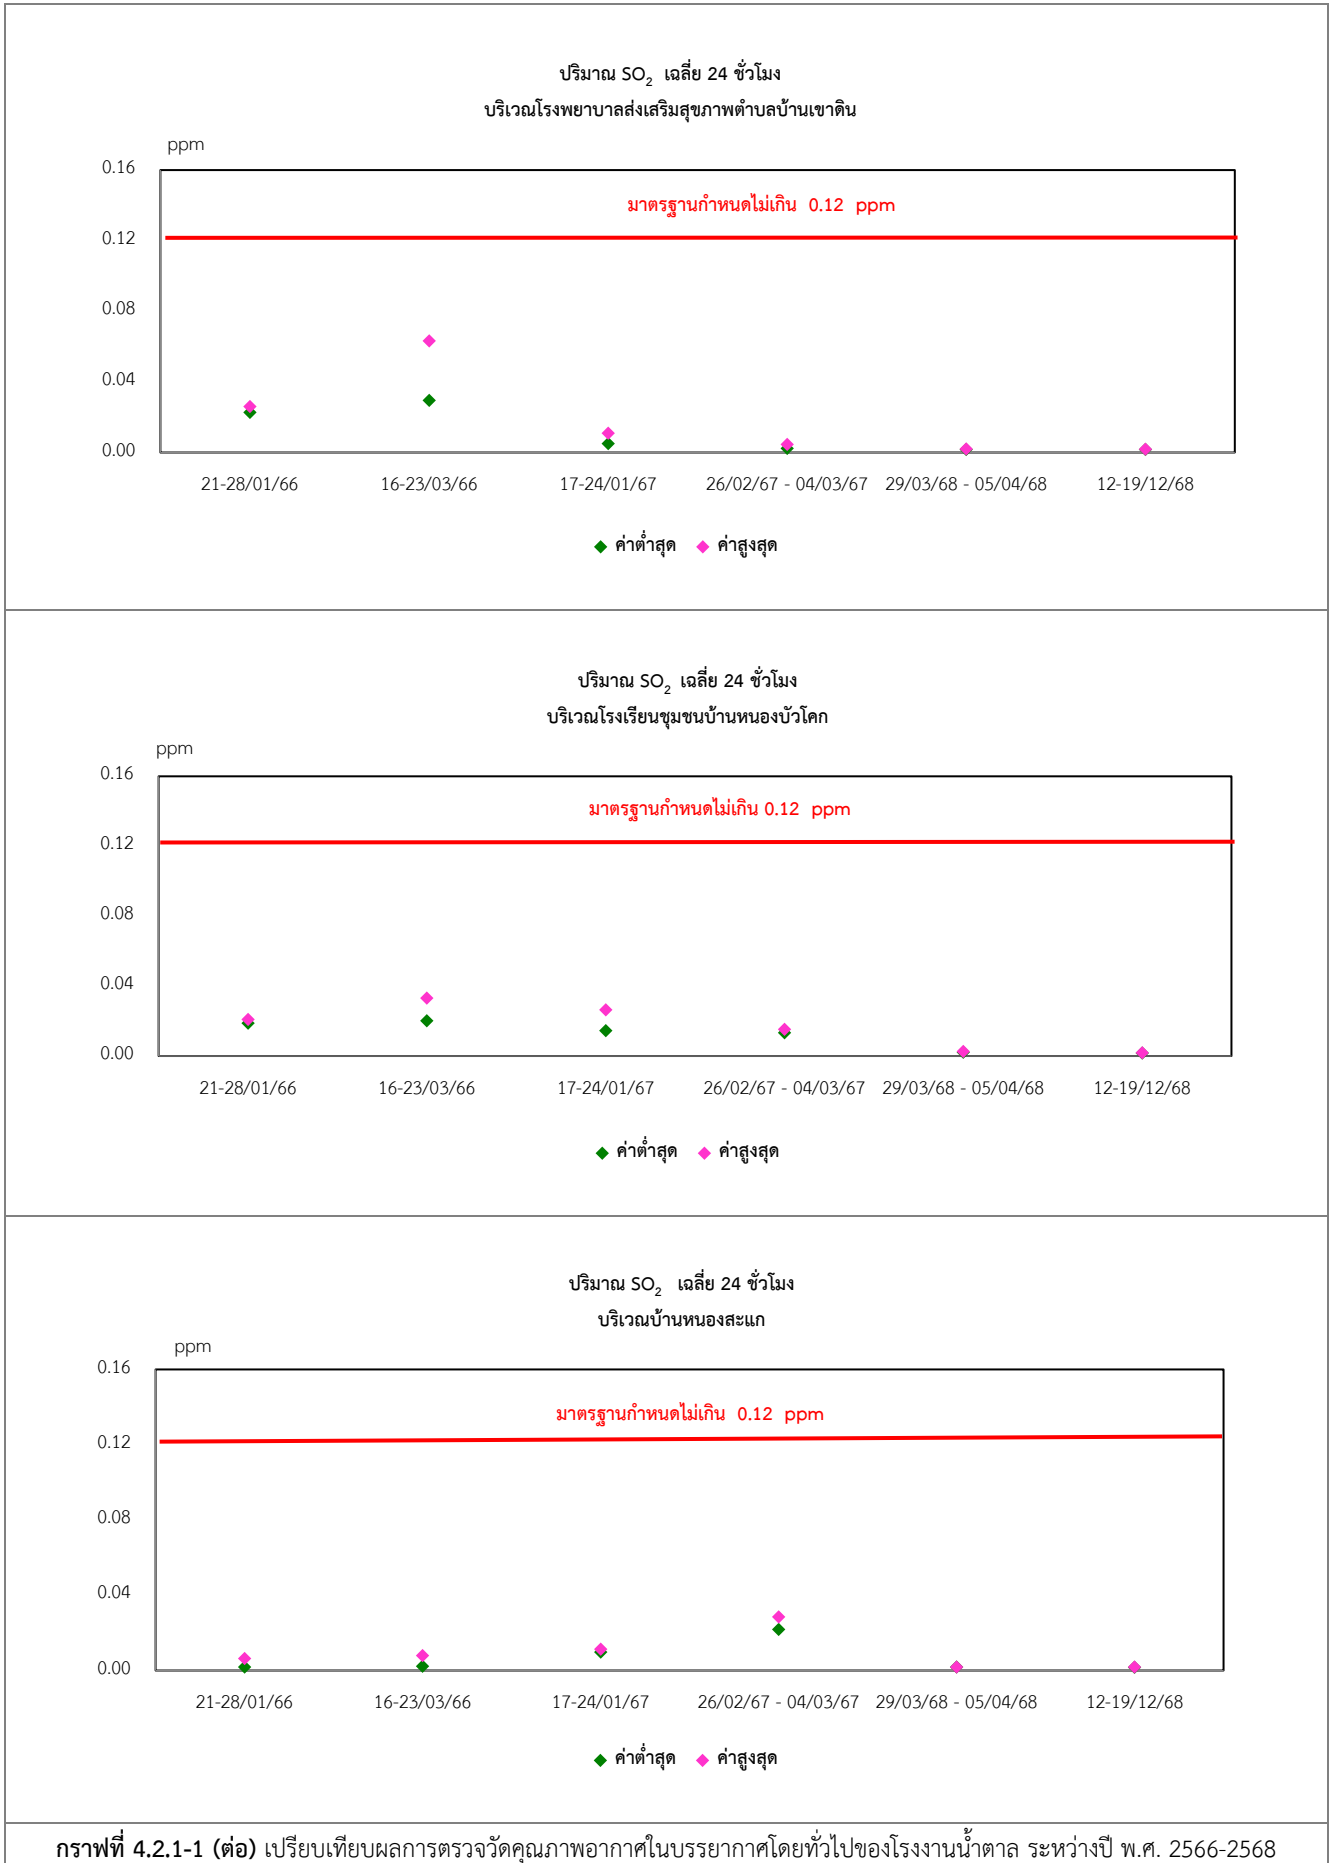 ปริมาณ SO2 เฉลี่ย 24 ชั่วโมง
บริเวณโรงพยาบาลส่งเสริมสุขภาพตำบลบ้านเขาดิน
ppm
0.16
มาตรฐานกำหนดไม่เกิน 0.12 ppm
0.12
0.08
0.04
0.00
21-28/01/66 16-23/03/66 17-24/01/67 26/02/67 - 04/03/67 29/03/68 - 05/04/68 12-19/12/68
ค่าต่ำสุด ค่าสูงสุด
ปริมาณ SO2 เฉลี่ย 24 ชั่วโมง
บริเวณโรงเรียนชุมชนบ้านหนองบัวโคก
ppm
0.16
มาตรฐานกำหนดไม่เกิน 0.12 ppm
0.12
0.08
0.04
0.00
21-28/01/66 16-23/03/66 17-24/01/67 26/02/67 - 04/03/67 29/03/68 - 05/04/68 12-19/12/68
ค่าต่ำสุด ค่าสูงสุด
ปริมาณ SO2 เฉลี่ย 24 ชั่วโมง
บริเวณบ้านหนองสะแก
ppm
0.16
มาตรฐานกำหนดไม่เกิน 0.12 ppm
0.12
0.08
0.04
0.00
21-28/01/66 16-23/03/66 17-24/01/67 26/02/67 - 04/03/67 29/03/68 - 05/04/68 12-19/12/68
ค่าต่ำสุด ค่าสูงสุด
กราฟที่ 4.2.1-1 (ต่อ) เปรียบเทียบผลการตรวจวัดคุณภาพอากาศในบรรยากาศโดยทั่วไปของโรงงานน้ำตาล ระหว่างปี พ.ศ. 2566-2568